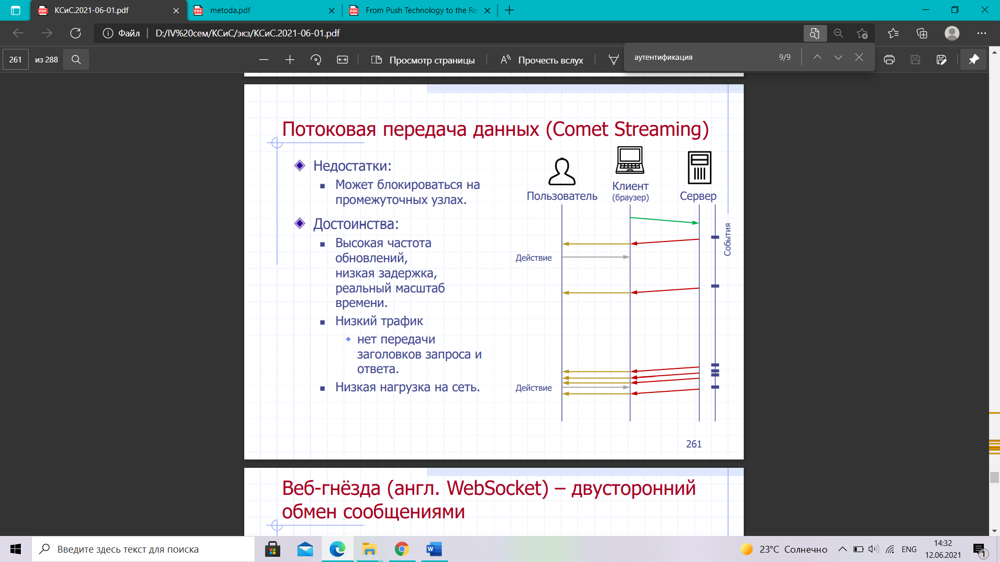 КСиС.2021-06-01.pdf
metoda.pdf
From Push Technology to the Re
Файл
D:/IV%20сем/КСиС/экз/КСиС.2021-06-01.pdf
261
из 288
Просмотр страницы
Прочесть вслух
аутентификация
9/9
Потоковая передача данных (Comet Streaming)
Недостатки:
Может блокироваться на
промежуточных узлах.
Достоинства:
Высокая частота
обновлений,
низкая задержка,
реальный масштаб
времени.
Низкий трафик
нет передачи
заголовков запроса и
ответа.
Низкая нагрузка на сеть.
Пользователь
Клиент
(браузер)
Сервер
События
Действие
Действие
261
Веб-гнёзда (англ. WebSocket) – двусторонний
обмен сообщениями
Введите здесь текст для поиска
23°C Солнечно
ENG
14:32
12.06.2021
1